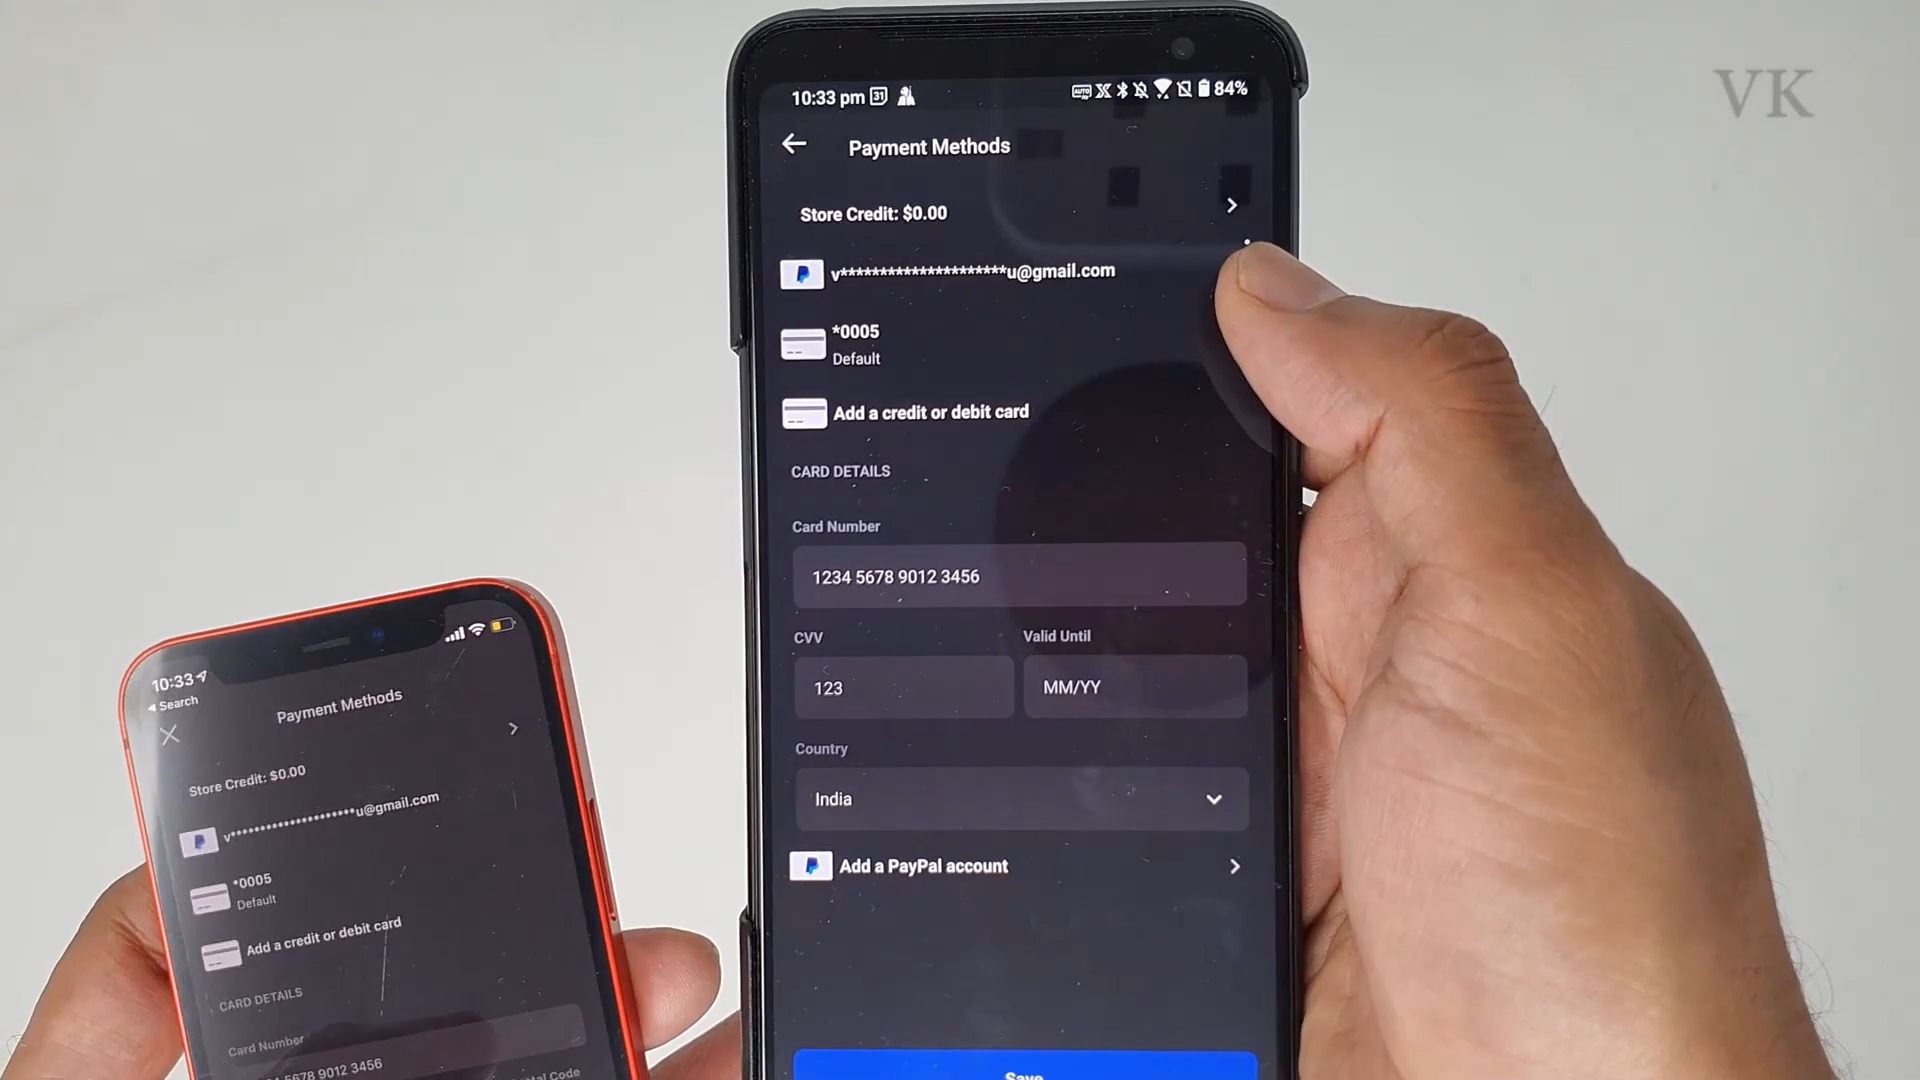 VK
10:33 pm 31 AUTO 84%
Payment Methods
Store Credit: $0.00
v*********************u@gmail.com
*0005
Default
Add a credit or debit card
CARD DETAILS
Card Number
1234 5678 9012 3456
CVV
Valid Until
123
MM/YY
Country
India
Add a PayPal account
Save
10:33
Search
Payment Methods
Store Credit: $0.00
v*********************u@gmail.com
*0005
Default
Add a credit or debit card
CARD DETAILS
Card Number
5678 9012 3456
Code